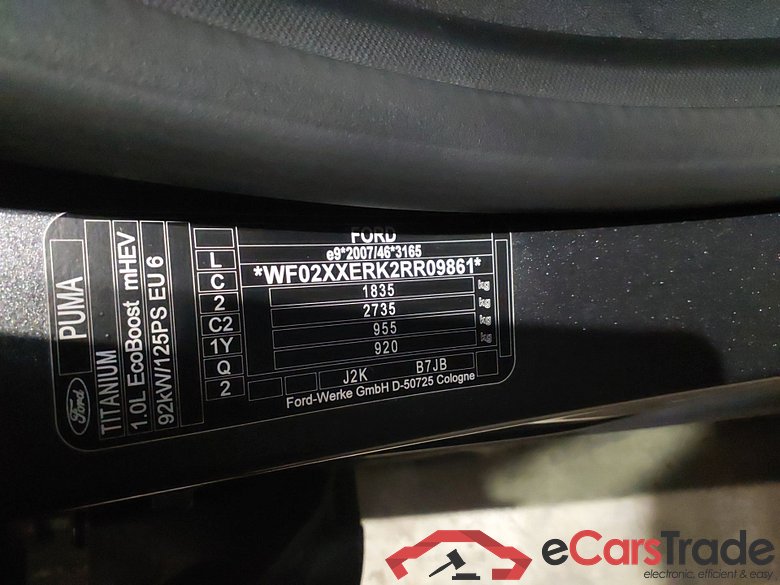 PUMA
Ford
TITANIUM
1.0L EcoBoost mHEV
92kW/125PS EU 6
L
C
2
C2
1Y
Q
2
FORD
e9*2007/46*3165
*WF02XXERK2RR09861*
1835 kg
2735 kg
955 kg
920 kg
J2K B7JB
Ford-Werke GmbH D-50725 Cologne
eCarsTrade
electronic, efficient & easy